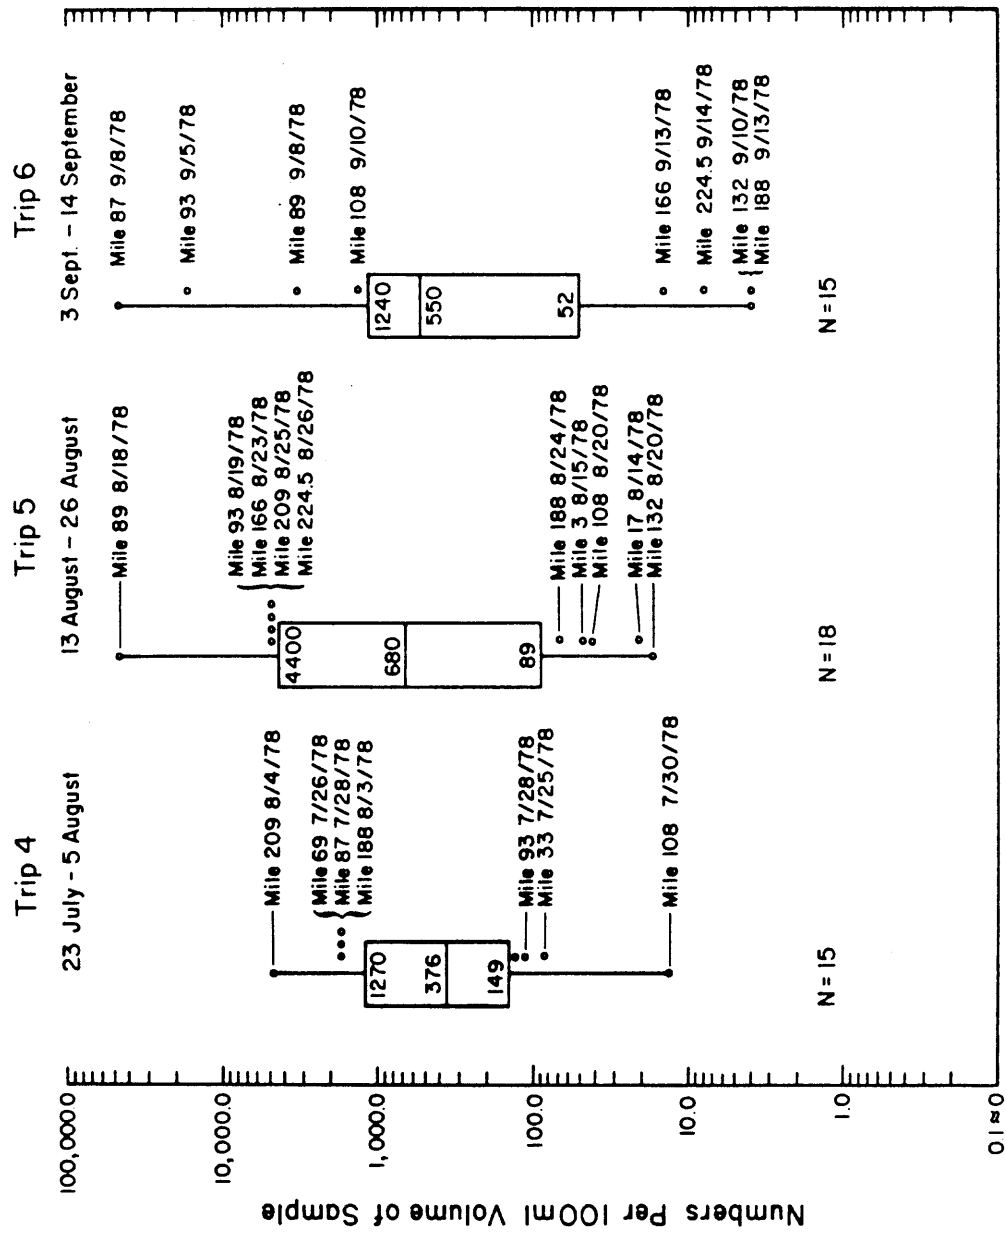 Trip 4
23 July - 5 August
Mile 209 8/4/78
Mile 69 7/26/78
Mile 87 7/28/78
Mile 188 8/3/78
1270
376
149
Mile 93 7/28/78
Mile 33 7/25/78
Mile 108 7/30/78
N=15
Trip 5
13 August - 26 August
Mile 89 8/18/78
Mile 93 8/19/78
Mile 166 8/23/78
Mile 209 8/25/78
Mile 224.5 8/26/78
4400
680
89
Mile 188 8/24/78
Mile 3 8/15/78
Mile 108 8/20/78
Mile 17 8/14/78
Mile 132 8/20/78
N=18
Trip 6
3 Sept. - 14 September
Mile 87 9/8/78
Mile 93 9/5/78
Mile 89 9/8/78
Mile 108 9/10/78
1240
550
52
Mile 166 9/13/78
Mile 224.5 9/14/78
Mile 132 9/10/78
Mile 188 9/13/78
N=15
100,000.0
10,000.0
1,000.0
100.0
10.0
1.0
0.1 ≈ 0
Numbers Per 100ml Volume of Sample